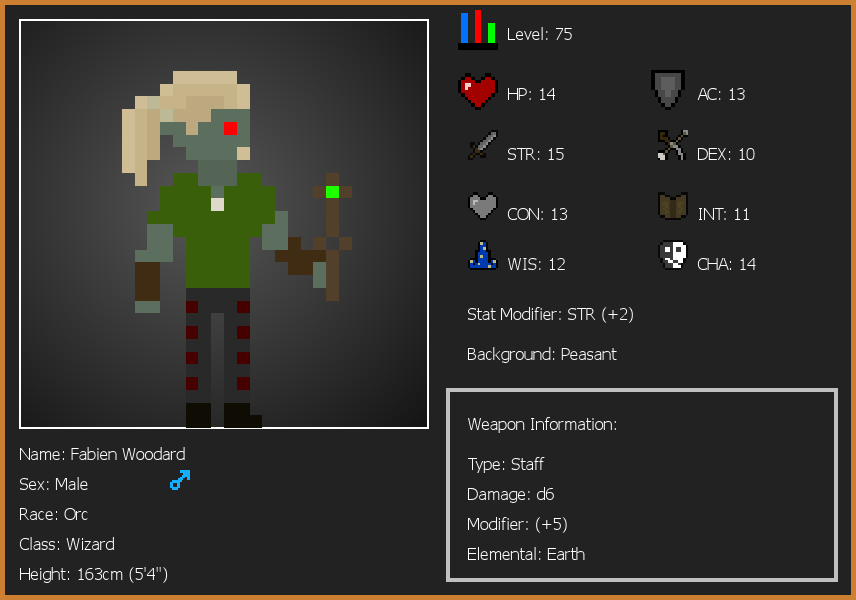 Level: 75
HP: 14
AC: 13
STR: 15
DEX: 10
CON: 13
INT: 11
WIS: 12
CHA: 14
Stat Modifier: STR (+2)
Background: Peasant
Weapon Information:
Type: Staff
Damage: d6
Modifier: (+5)
Elemental: Earth
Name: Fabien Woodard
Sex: Male
Race: Orc
Class: Wizard
Height: 163cm (5'4")